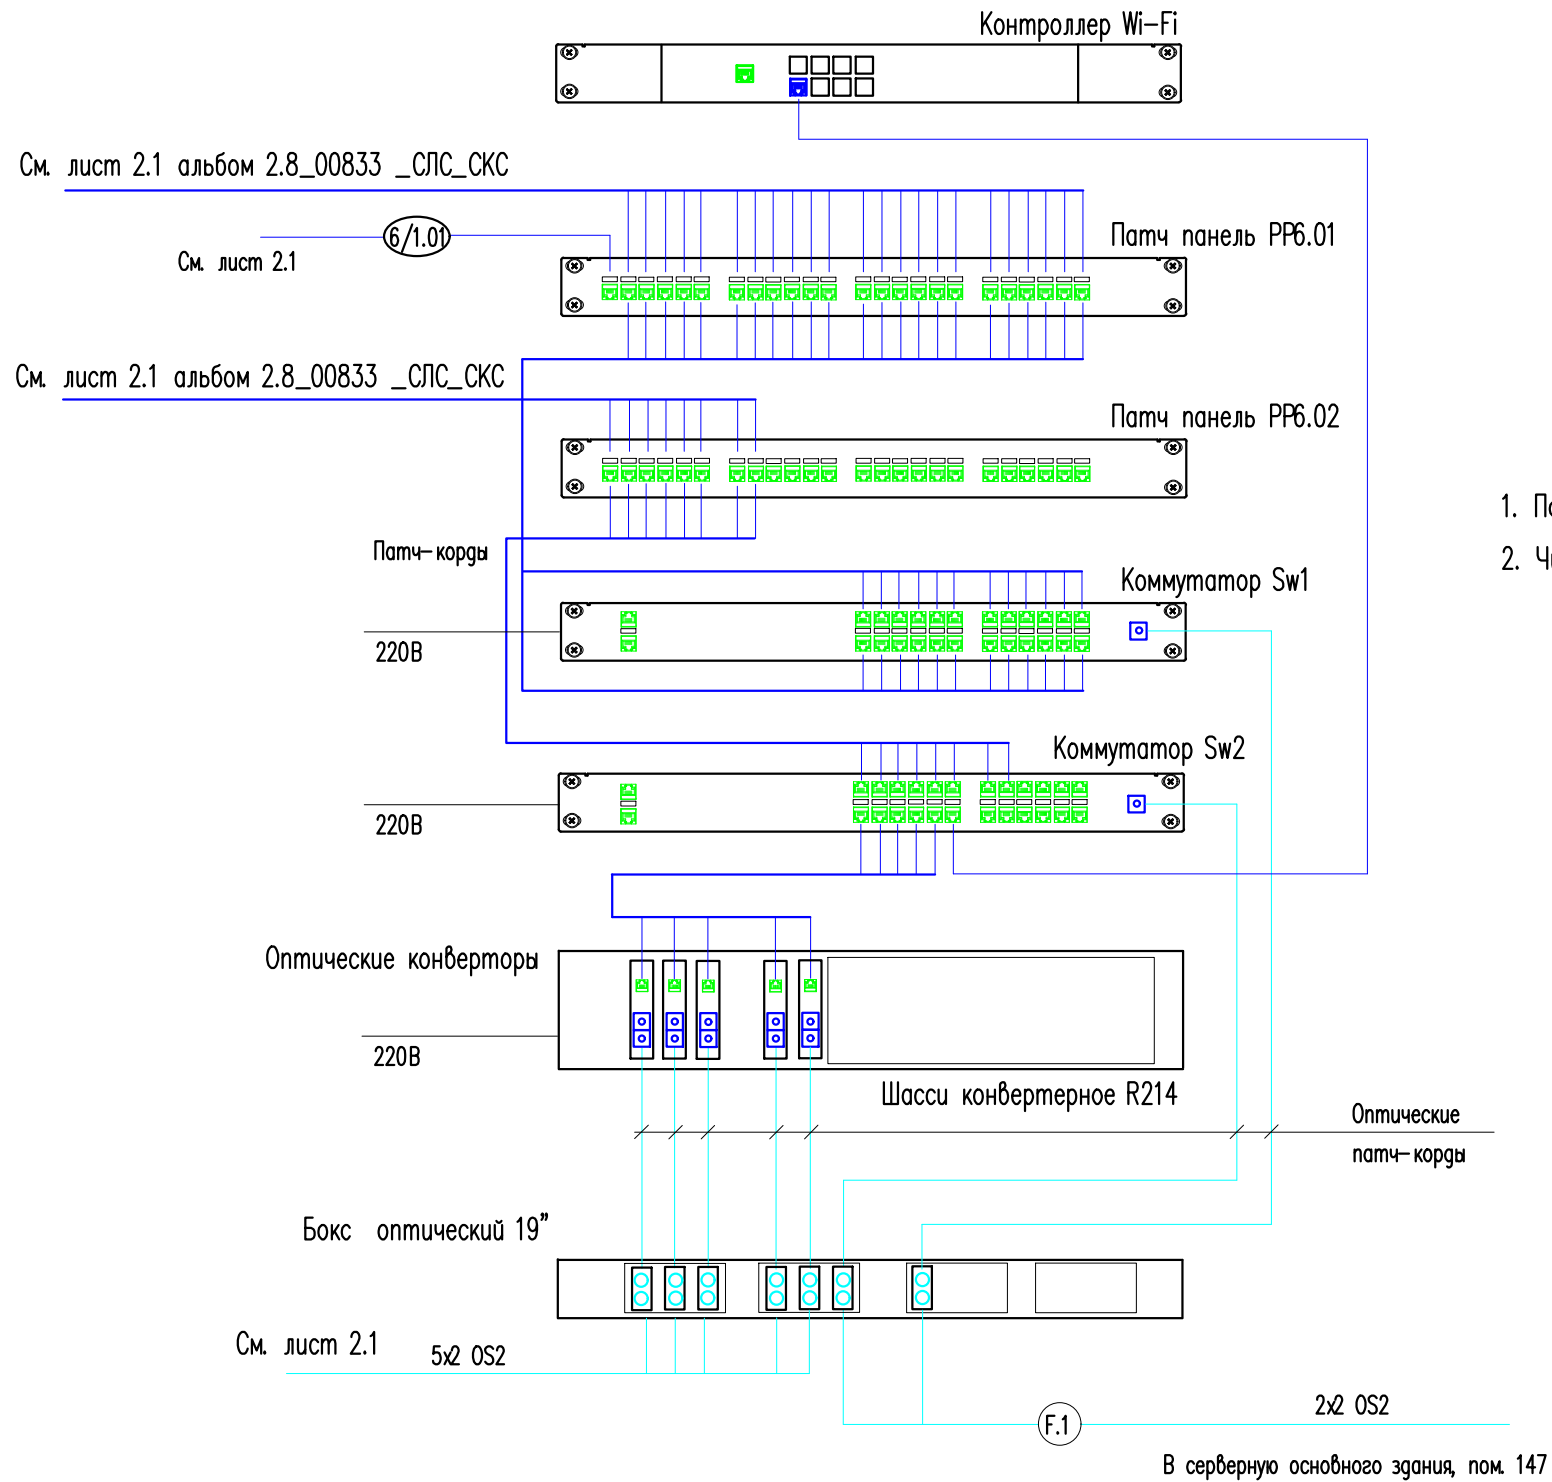 Контроллер Wi-Fi
См. лист 2.1 альбом 2.8_00833 _СЛС_СКС
6/1.01
См. лист 2.1
Патч панель PP6.01
См. лист 2.1 альбом 2.8_00833 _СЛС_СКС
Патч панель PP6.02
1.
2.
Патч-корды
Коммутатор Sw1
220В
Коммутатор Sw2
220В
Оптические конверторы
220В
Шасси конвертерное R214
Оптические
патч-корды
Бокс оптический 19"
См. лист 2.1
5x2 OS2
2x2 OS2
F.1
В серверную основного здания, пом. 147